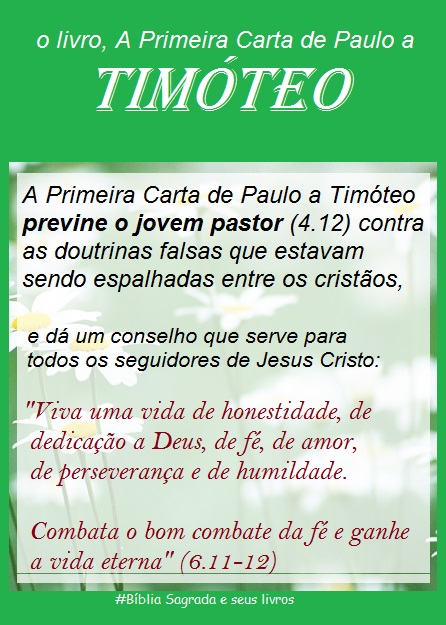 o livro, A Primeira Carta de Paulo a
TIMÓTEO
A Primeira Carta de Paulo a Timóteo
previne o jovem pastor (4.12) contra
as doutrinas falsas que estavam
sendo espalhadas entre os cristãos,
e dá um conselho que serve para
todos os seguidores de Jesus Cristo:
"Viva uma vida de honestidade, de
dedicação a Deus, de fé, de amor,
de perseverança e de humildade.
Combata o bom combate da fé e ganhe
a vida eterna" (6.11-12)
#Bíblia Sagrada e seus livros